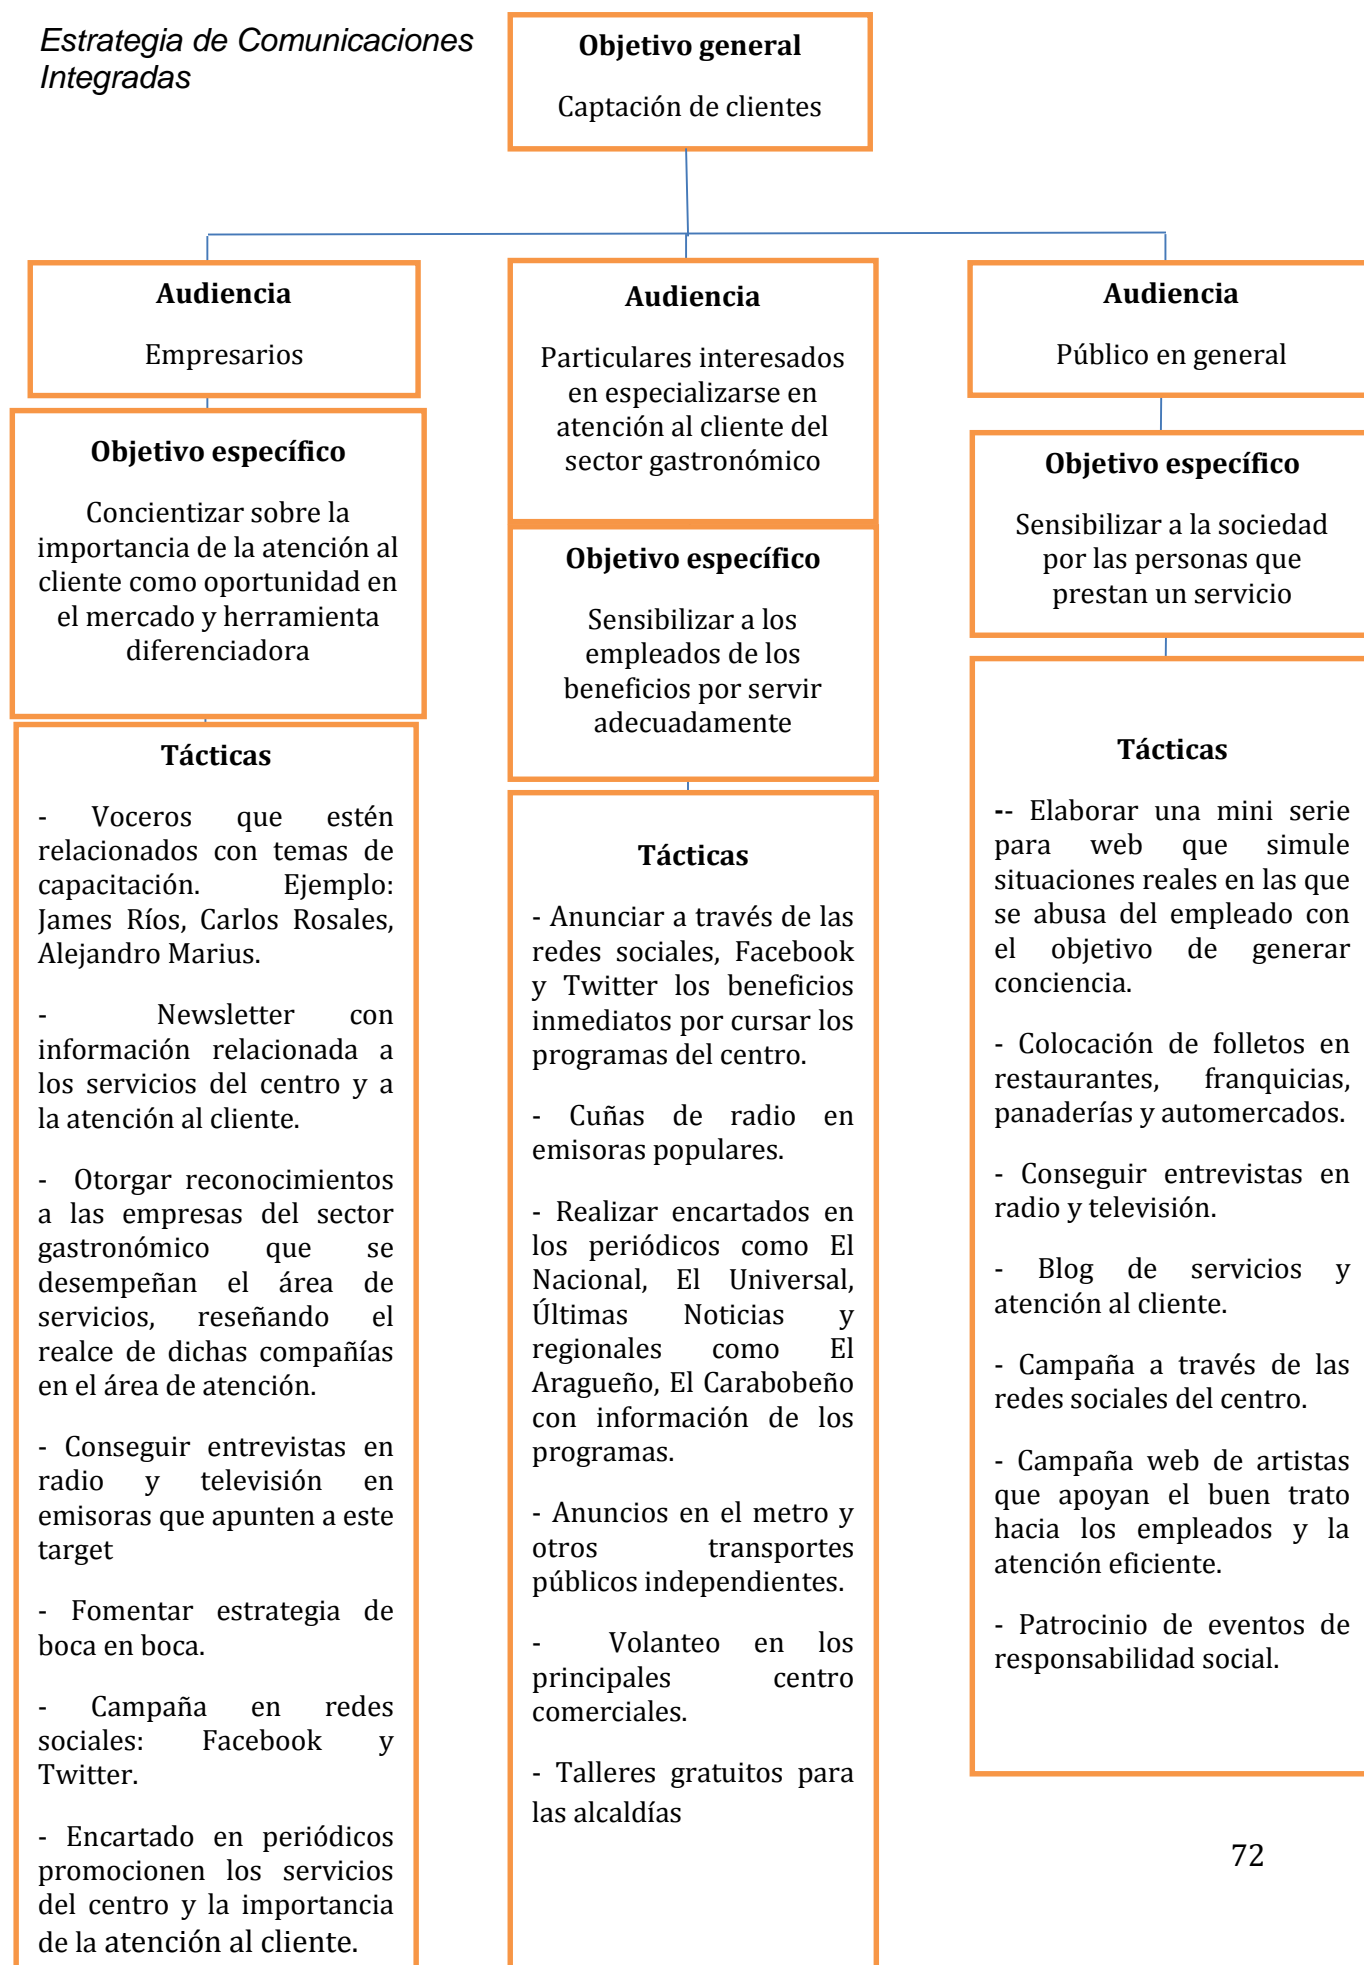 Estrategia de Comunicaciones
Integradas
Objetivo general
Captación de clientes
Audiencia
Empresarios
Objetivo específico
Concientizar sobre la
importancia de la atención al
cliente como oportunidad en
el mercado y herramienta
diferenciadora
Tácticas
- Voceros que estén
relacionados con temas de
capacitación. Ejemplo:
James Ríos, Carlos Rosales,
Alejandro Marius.
- Newsletter con
información relacionada a
los servicios del centro y a
la atención al cliente.
- Otorgar reconocimientos
a las empresas del sector
gastronómico que se
desempeñan el área de
servicios, reseñando el
realce de dichas compañías
en el área de atención.
- Conseguir entrevistas en
radio y televisión en
emisoras que apunten a este
target
- Fomentar estrategia de
boca en boca.
- Campaña en redes
sociales: Facebook y
Twitter.
- Encartado en periódicos
promocionen los servicios
del centro y la importancia
de la atención al cliente.
Audiencia
Particulares interesados
en especializarse en
atención al cliente del
sector gastronómico
Objetivo específico
Sensibilizar a los
empleados de los
beneficios por servir
adecuadamente
Tácticas
- Anunciar a través de las
redes sociales, Facebook
y Twitter los beneficios
inmediatos por cursar los
programas del centro.
- Cuñas de radio en
emisoras populares.
- Realizar encartados en
los periódicos como El
Nacional, El Universal,
Últimas Noticias y
regionales como El
Aragueño, El Carabobeño
con información de los
programas.
- Anuncios en el metro y
otros transportes
públicos independientes.
- Volanteo en los
principales centro
comerciales.
- Talleres gratuitos para
las alcaldías
Audiencia
Público en general
Objetivo específico
Sensibilizar a la sociedad
por las personas que
prestan un servicio
Tácticas
-- Elaborar una mini serie
para web que simule
situaciones reales en las que
se abusa del empleado con
el objetivo de generar
conciencia.
- Colocación de folletos en
restaurantes, franquicias,
panaderías y automercados.
- Conseguir entrevistas en
radio y televisión.
- Blog de servicios y
atención al cliente.
- Campaña a través de las
redes sociales del centro.
- Campaña web de artistas
que apoyan el buen trato
hacia los empleados y la
atención eficiente.
- Patrocinio de eventos de
responsabilidad social.
72